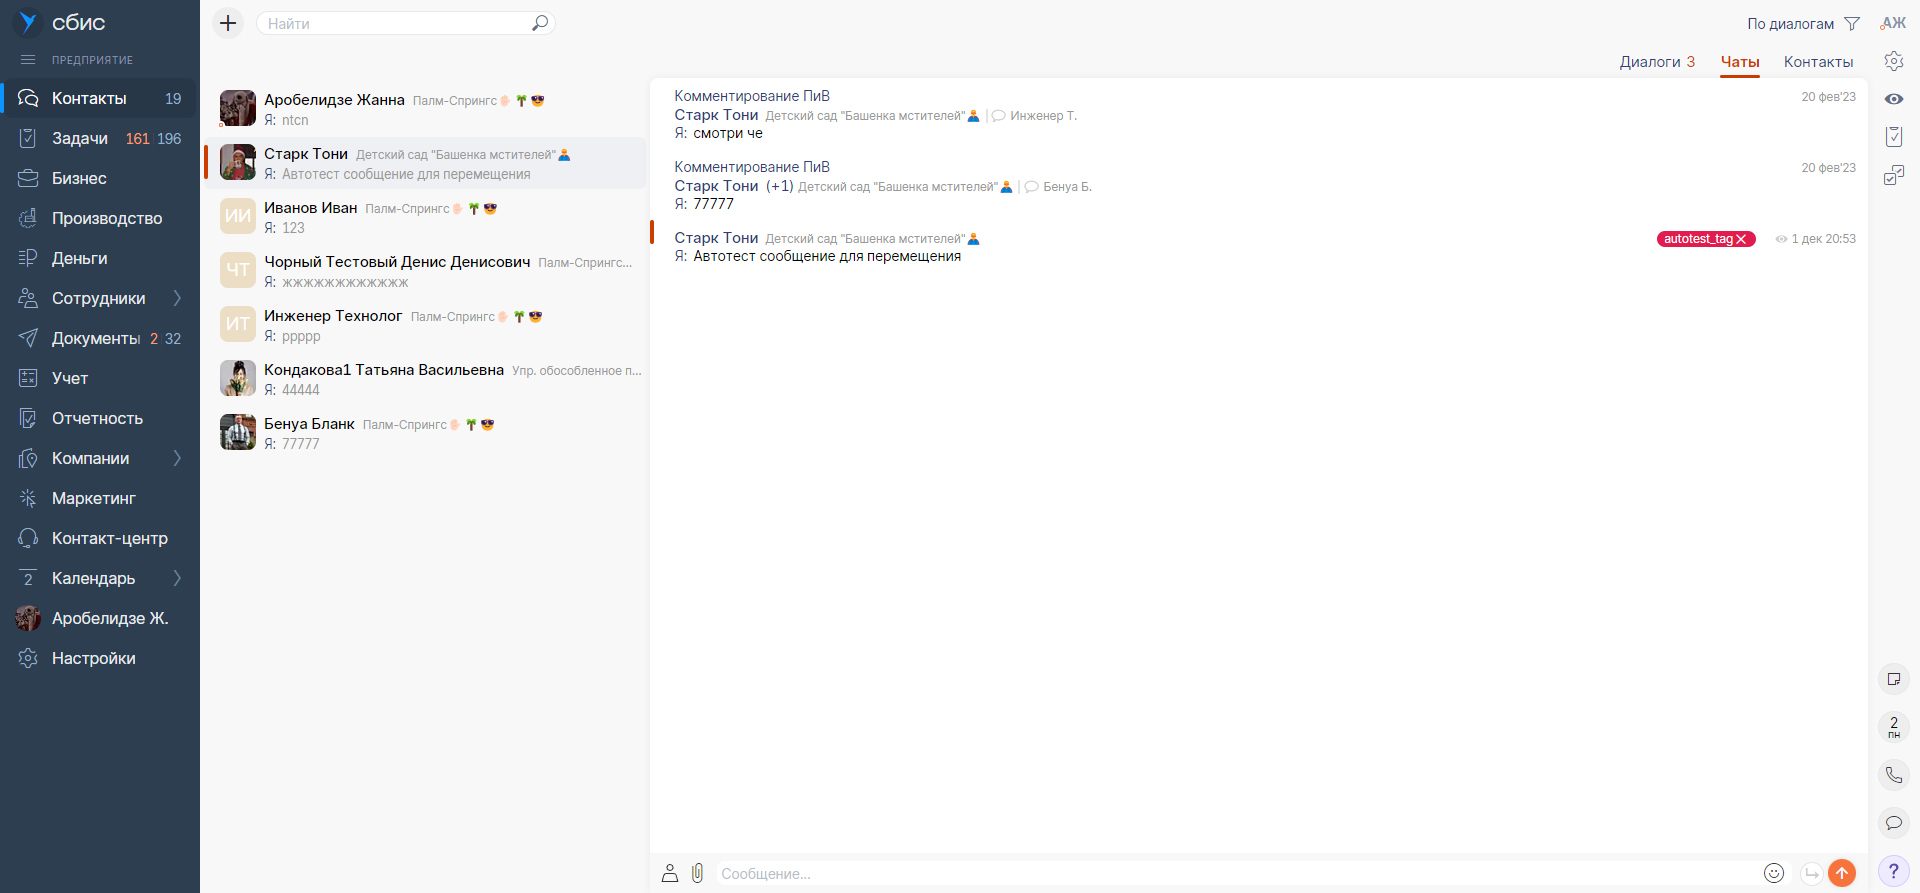 сбис
ПРЕДПРИЯТИЕ
Контакты 19
Задачи 161 196
Бизнес
Производство
Деньги
Сотрудники
Документы 2 32
Учет
Отчетность
Компании
Маркетинг
Контакт-центр
2 Календарь
Аробелидзе Ж.
Настройки
Найти
По диалогам
АЖ
Диалоги 3 Чаты Контакты
Аробелидзе Жанна Палм-Спрингс
Я: ntcn
Старк Тони Детский сад "Башенка мстителей"
Я: Автотест сообщение для перемещения
ИИ
Иванов Иван Палм-Спрингс
Я: 123
ЧТ
Чорный Тестовый Денис Денисович Палм-Спрингс...
Я: жжжжжжжжжжжж
ИТ
Инженер Технолог Палм-Спрингс
Я: ррррр
Кондакова1 Татьяна Васильевна Упр. обособленное п...
Я: 44444
Бенуа Бланк Палм-Спрингс
Я: 77777
Комментирование ПиВ 20 фев'23
Старк Тони Детский сад "Башенка мстителей" | Инженер Т.
Я: смотри че
Комментирование ПиВ 20 фев'23
Старк Тони (+1) Детский сад "Башенка мстителей" | Бенуа Б.
Я: 77777
Старк Тони Детский сад "Башенка мстителей" autotest_tag 1 дек 20:53
Я: Автотест сообщение для перемещения
Сообщение...
2
ПН
?